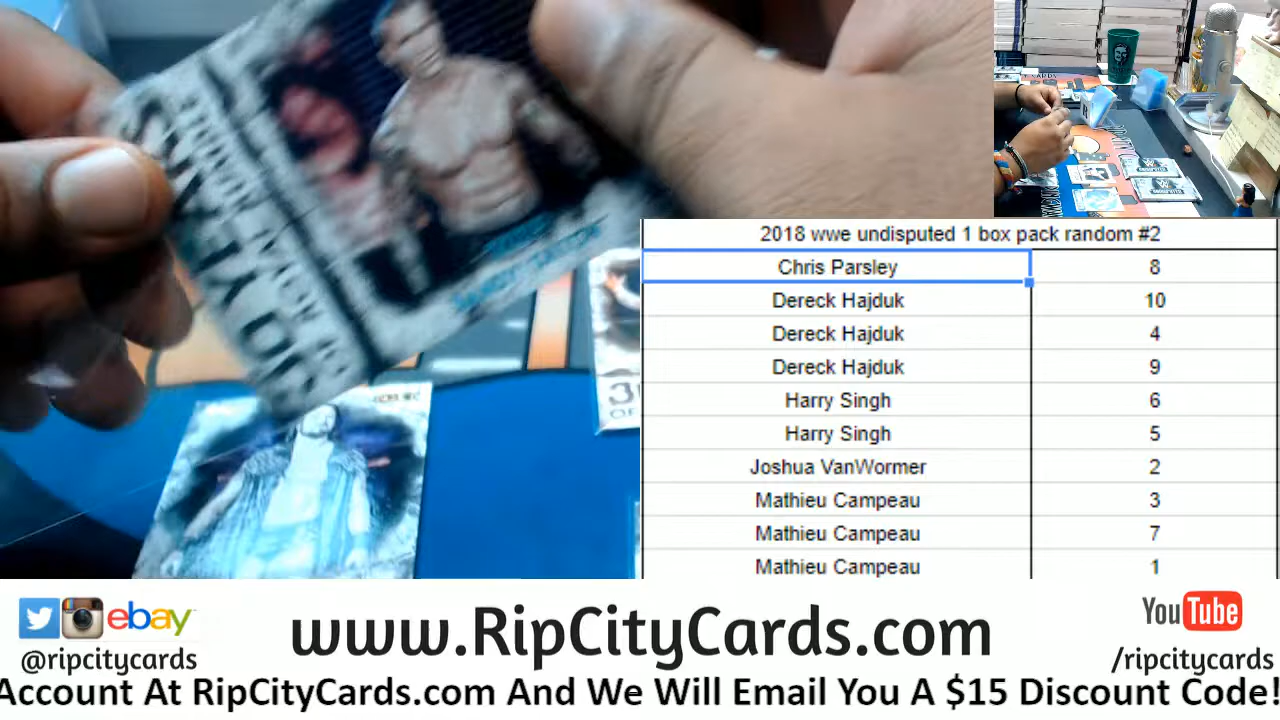 2018 wwe undisputed 1 box pack random #2
Chris Parsley 8
Dereck Hajduk 10
Dereck Hajduk 4
Dereck Hajduk 9
Harry Singh 6
Harry Singh 5
Joshua VanWormer 2
Mathieu Campeau 3
Mathieu Campeau 7
Mathieu Campeau 1
ebay
@ripcitycards
www.RipCityCards.com
YouTube
/ripcitycards
Account At RipCityCards.com And We Will Email You A $15 Discount Code!